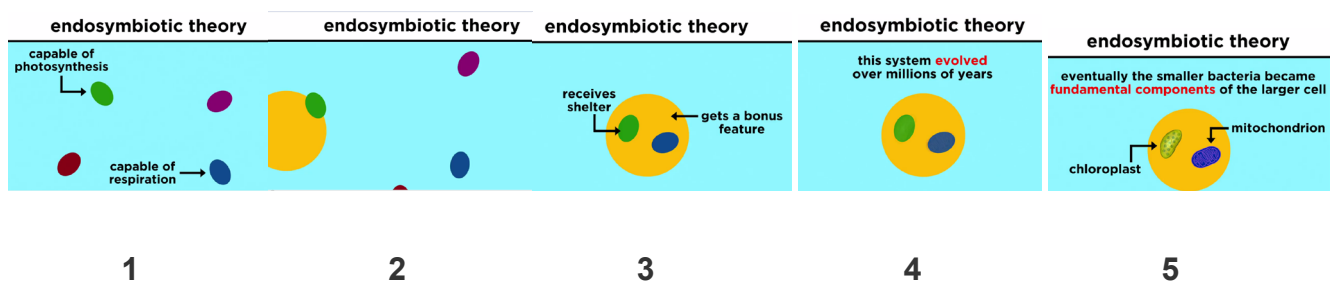 endosymbiotic theory
capable of
photosynthesis
capable of
respiration
endosymbiotic theory
endosymbiotic theory
receives
shelter
gets a bonus
feature
endosymbiotic theory
this system evolved
over millions of years
endosymbiotic theory
eventually the smaller bacteria became
fundamental components of the larger cell
mitochondrion
chloroplast
1
2
3
4
5